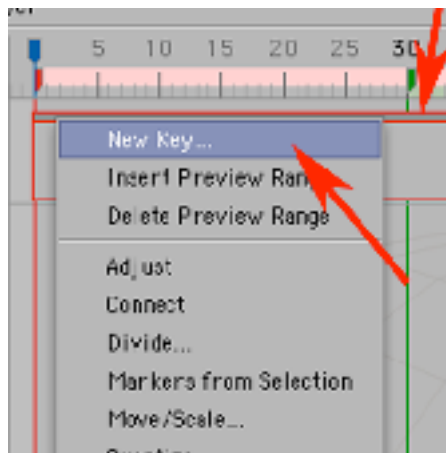 5 10 15 20 25 30
New Key...
Insert Preview Range
Delete Preview Range
Adjust
Connect
Divide...
Markers from Selection
Move/Scale...